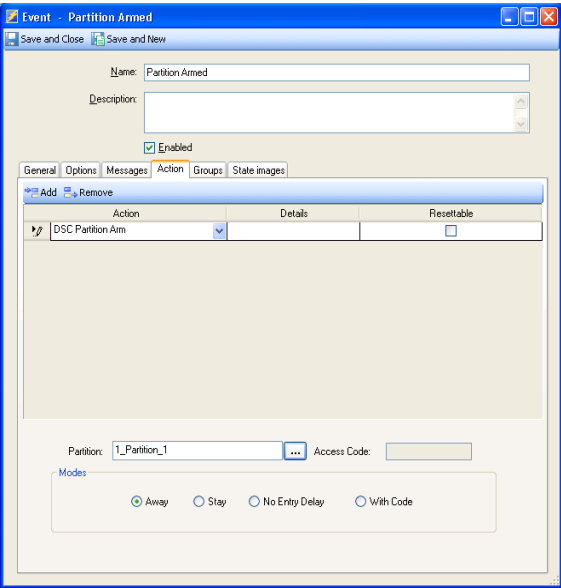 Event - Partition Armed
Save and Close Save and New
Name: Partition Armed
Description:
Enabled
General Options Messages Action Groups State images
Add Remove
Action Details Resettable
DSC Partition Arm
Partition: 1_Partition_1 ... Access Code:
Modes
Away Stay No Entry Delay With Code